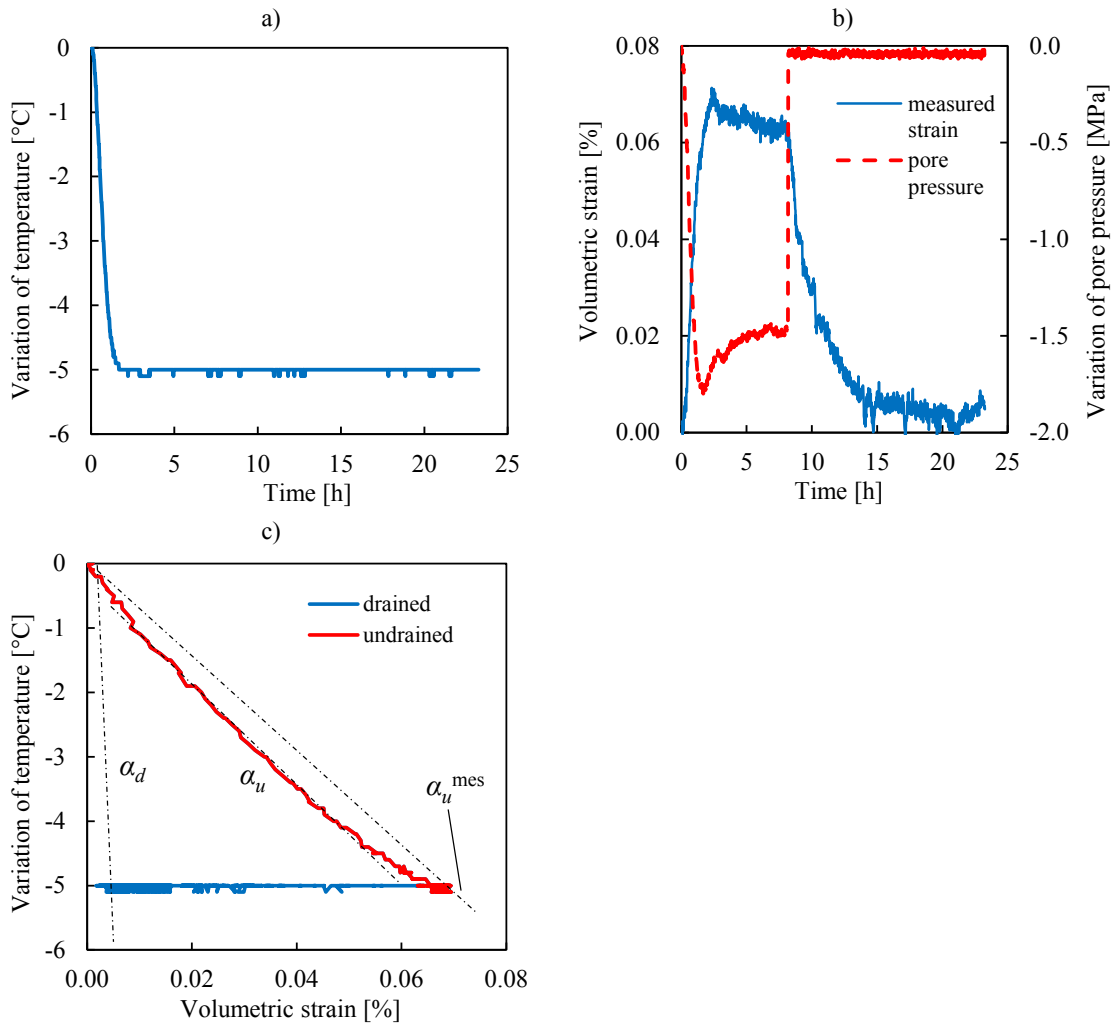 a)
0
-1
-2
-3
-4
-5
-6
Variation of temperature [°C]
0 5 10 15 20 25
Time [h]
b)
0.08
0.06
0.04
0.02
0.00
Volumetric strain [%]
measured
strain
pore
pressure
0.0
-0.5
-1.0
-1.5
-2.0
Variation of pore pressure [MPa]
0 5 10 15 20 25
Time [h]
c)
0
-1
-2
-3
-4
-5
-6
Variation of temperature [°C]
drained
undrained
α_d
α_u
α_u^mes
0.00 0.02 0.04 0.06 0.08
Volumetric strain [%]